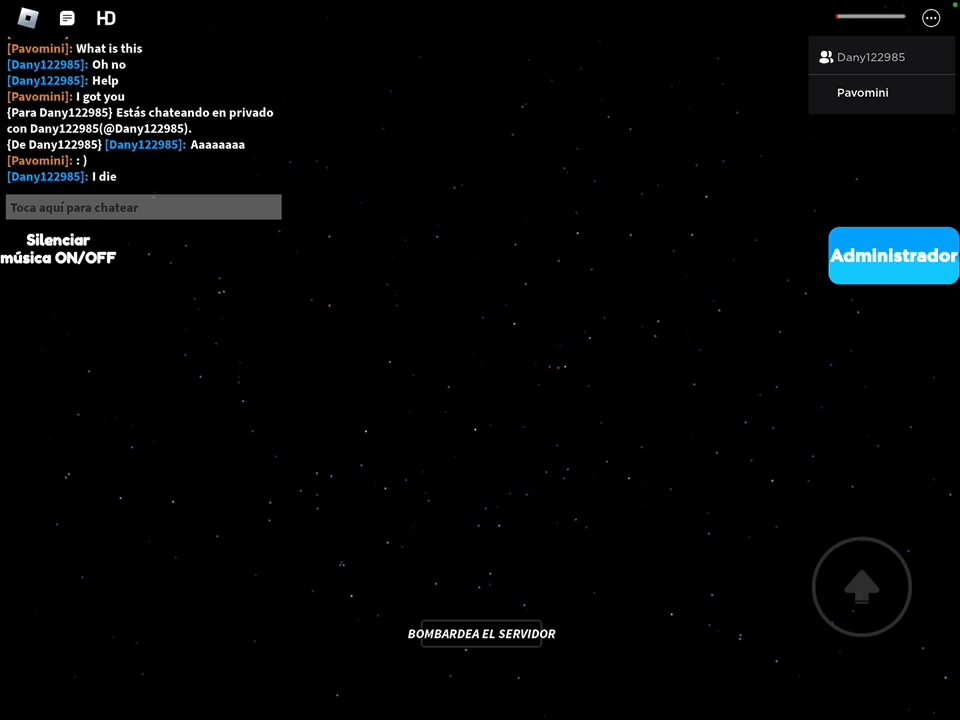 HD
[Pavomini]: What is this
[Dany122985]: Oh no
[Dany122985]: Help
[Pavomini]: I got you
{Para Dany122985} Estás chateando en privado
con Dany122985(@Dany122985).
{De Dany122985} [Dany122985]: Aaaaaaaa
[Pavomini]: : )
[Dany122985]: I die
Toca aquí para chatear
Silenciar
música ON/OFF
Dany122985
Pavomini
Administrador
BOMBARDEA EL SERVIDOR